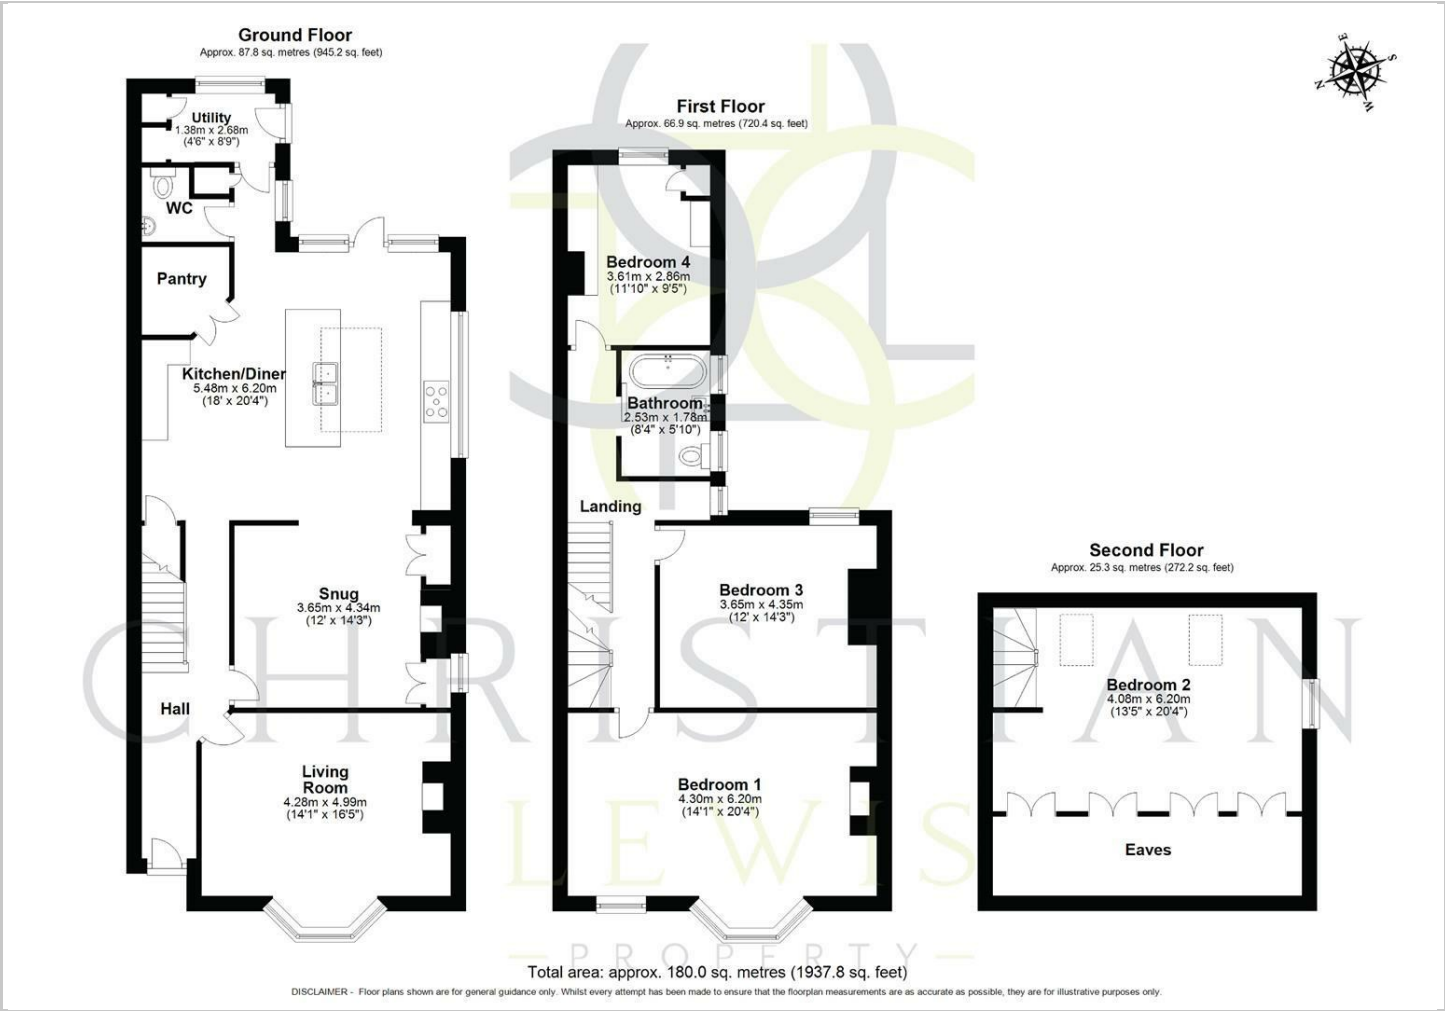 Ground Floor
Approx. 87.8 sq. metres (945.2 sq. feet)
Utility
1.38m x 2.68m
(4'6" x 8'9")
WC
Pantry
Kitchen/Diner
5.48m x 6.20m
(18' x 20'4")
Snug
3.65m x 4.34m
(12' x 14'3")
Hall
Living
Room
4.28m x 4.99m
(14'1" x 16'5")
First Floor
Approx. 66.9 sq. metres (720.4 sq. feet)
Bedroom 4
3.61m x 2.86m
(11'10" x 9'5")
Bathroom
2.53m x 1.78m
(8'4" x 5'10")
Landing
Bedroom 3
3.65m x 4.35m
(12' x 14'3")
Bedroom 1
4.30m x 6.20m
(14'1" x 20'4")
Second Floor
Approx. 25.3 sq. metres (272.2 sq. feet)
Bedroom 2
4.08m x 6.20m
(13'5" x 20'4")
Eaves
E
S
N
W
CHRISTIAN
LEWIS
PROPERTY
Total area: approx. 180.0 sq. metres (1937.8 sq. feet)
DISCLAIMER - Floor plans shown are for general guidance only. Whilst every attempt has been made to ensure that the floorplan measurements are as accurate as possible, they are for illustrative purposes only.